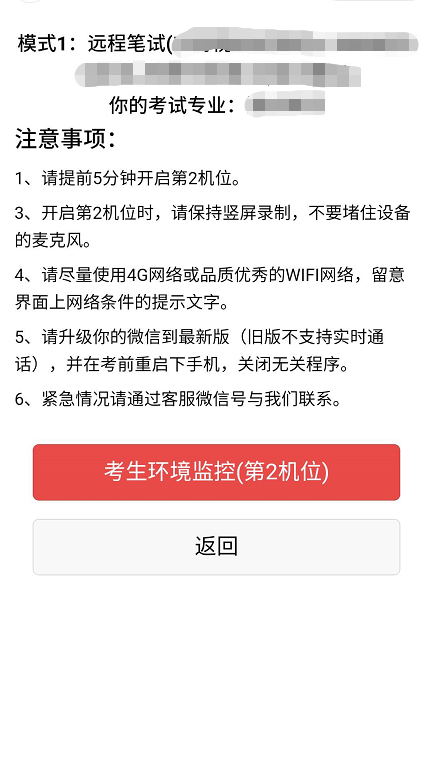 模式1：远程笔试(
你的考试专业：
注意事项：
1、请提前5分钟开启第2机位。
3、开启第2机位时，请保持竖屏录制，不要堵住设备
的麦克风。
4、请尽量使用4G网络或品质优秀的WIFI网络，留意
界面上网络条件的提示文字。
5、请升级你的微信到最新版（旧版不支持实时通
话），并在考前重启下手机，关闭无关程序。
6、紧急情况请通过客服微信号与我们联系。
考生环境监控(第2机位)
返回